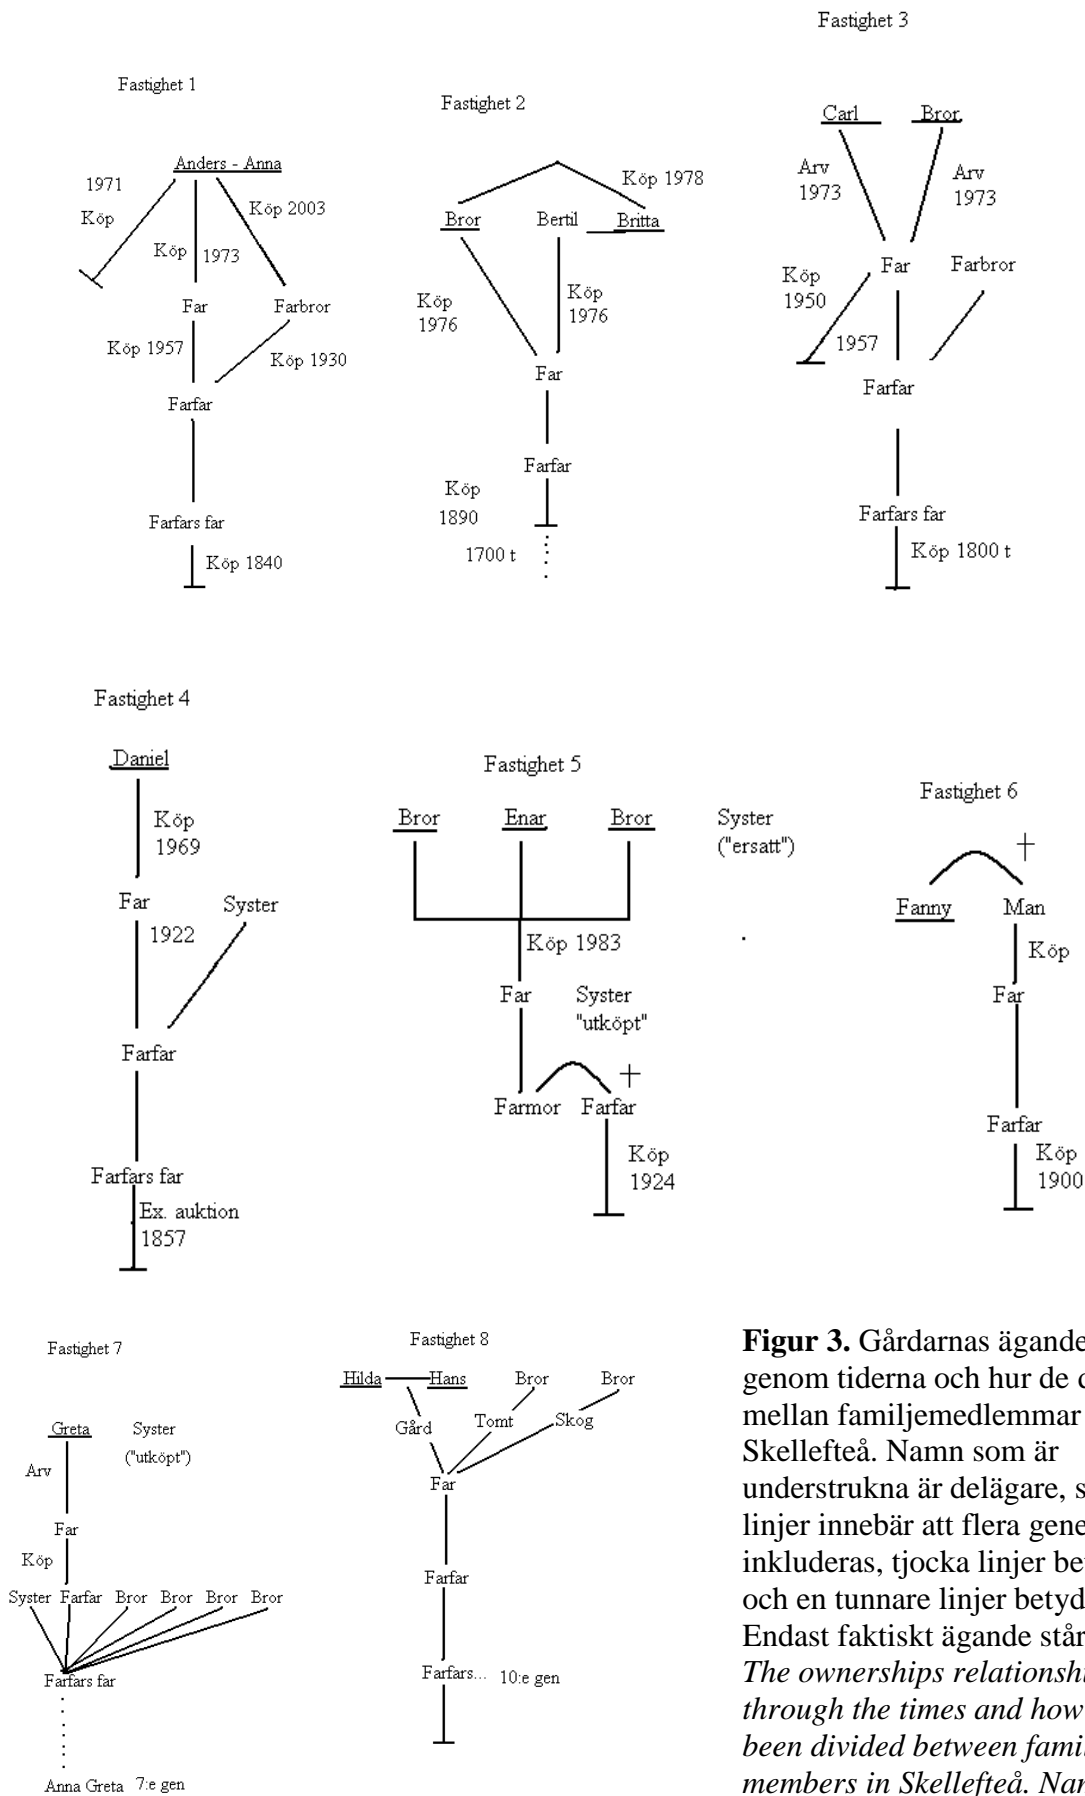 Fastighet 1
Anders - Anna
1971
Köp
Köp 2003
Köp 1973
Far
Farbror
Köp 1957
Köp 1930
Farfar
Farfars far
Köp 1840
Fastighet 2
Köp 1978
Bror
Bertil
Britta
Köp
1976
Köp
1976
Far
Farfar
Köp
1890
1700 t
Fastighet 3
Carl
Bror
Arv
1973
Arv
1973
Far
Farbror
Köp
1950
1957
Farfar
Farfars far
Köp 1800 t
Fastighet 4
Daniel
Köp
1969
Far
Syster
1922
Farfar
Farfars far
Ex. auktion
1857
Fastighet 5
Bror
Enar
Bror
Syster
("ersatt")
Köp 1983
Far
Syster
"utköpt"
Farmor
Farfar
Köp
1924
Fastighet 6
Fanny
Man
Köp
Far
Farfar
Köp
1900
Fastighet 7
Greta
Syster
("utköpt")
Arv
Far
Köp
Syster Farfar Bror Bror Bror Bror
Farfars far
Anna Greta 7:e gen
Fastighet 8
Hilda
Hans
Bror
Bror
Gård
Tomt
Skog
Far
Farfar
Farfars... 10:e gen
Figur 3. Gårdarnas ägande
genom tiderna och hur de
mellan familjemedlemmar
Skellefteå. Namn som är
understrukna är delägare,
linjer innebär att flera
inkluderas, tjocka linjer
och en tunnare linjer betyd
Endast faktiskt ägande står
The ownerships
through the times and how
been divided between
members in Skellefteå.